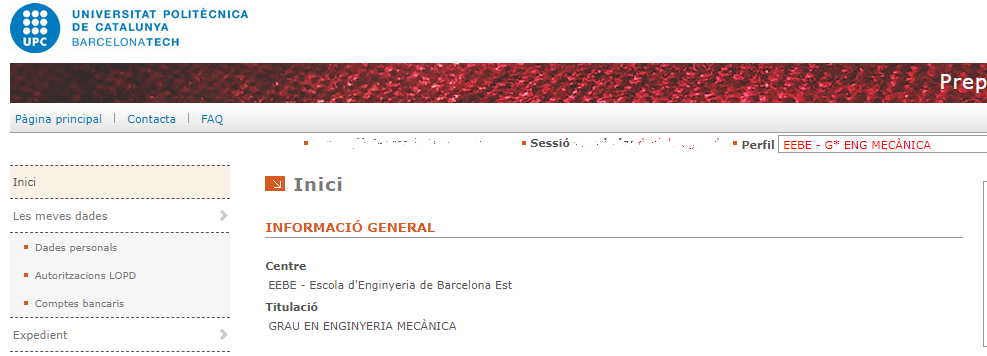 UNIVERSITAT POLITÈCNICA
DE CATALUNYA
BARCELONATECH
UPC
Prep
Pàgina principal | Contacta | FAQ
Sessió
Perfil EEBE - G* ENG MECÀNICA
Inici
Les meves dades
Dades personals
Autoritzacions LOPD
Comptes bancaris
Expedient
Inici
INFORMACIÓ GENERAL
Centre
EEBE - Escola d'Enginyeria de Barcelona Est
Titulació
GRAU EN ENGINYERIA MECÀNICA